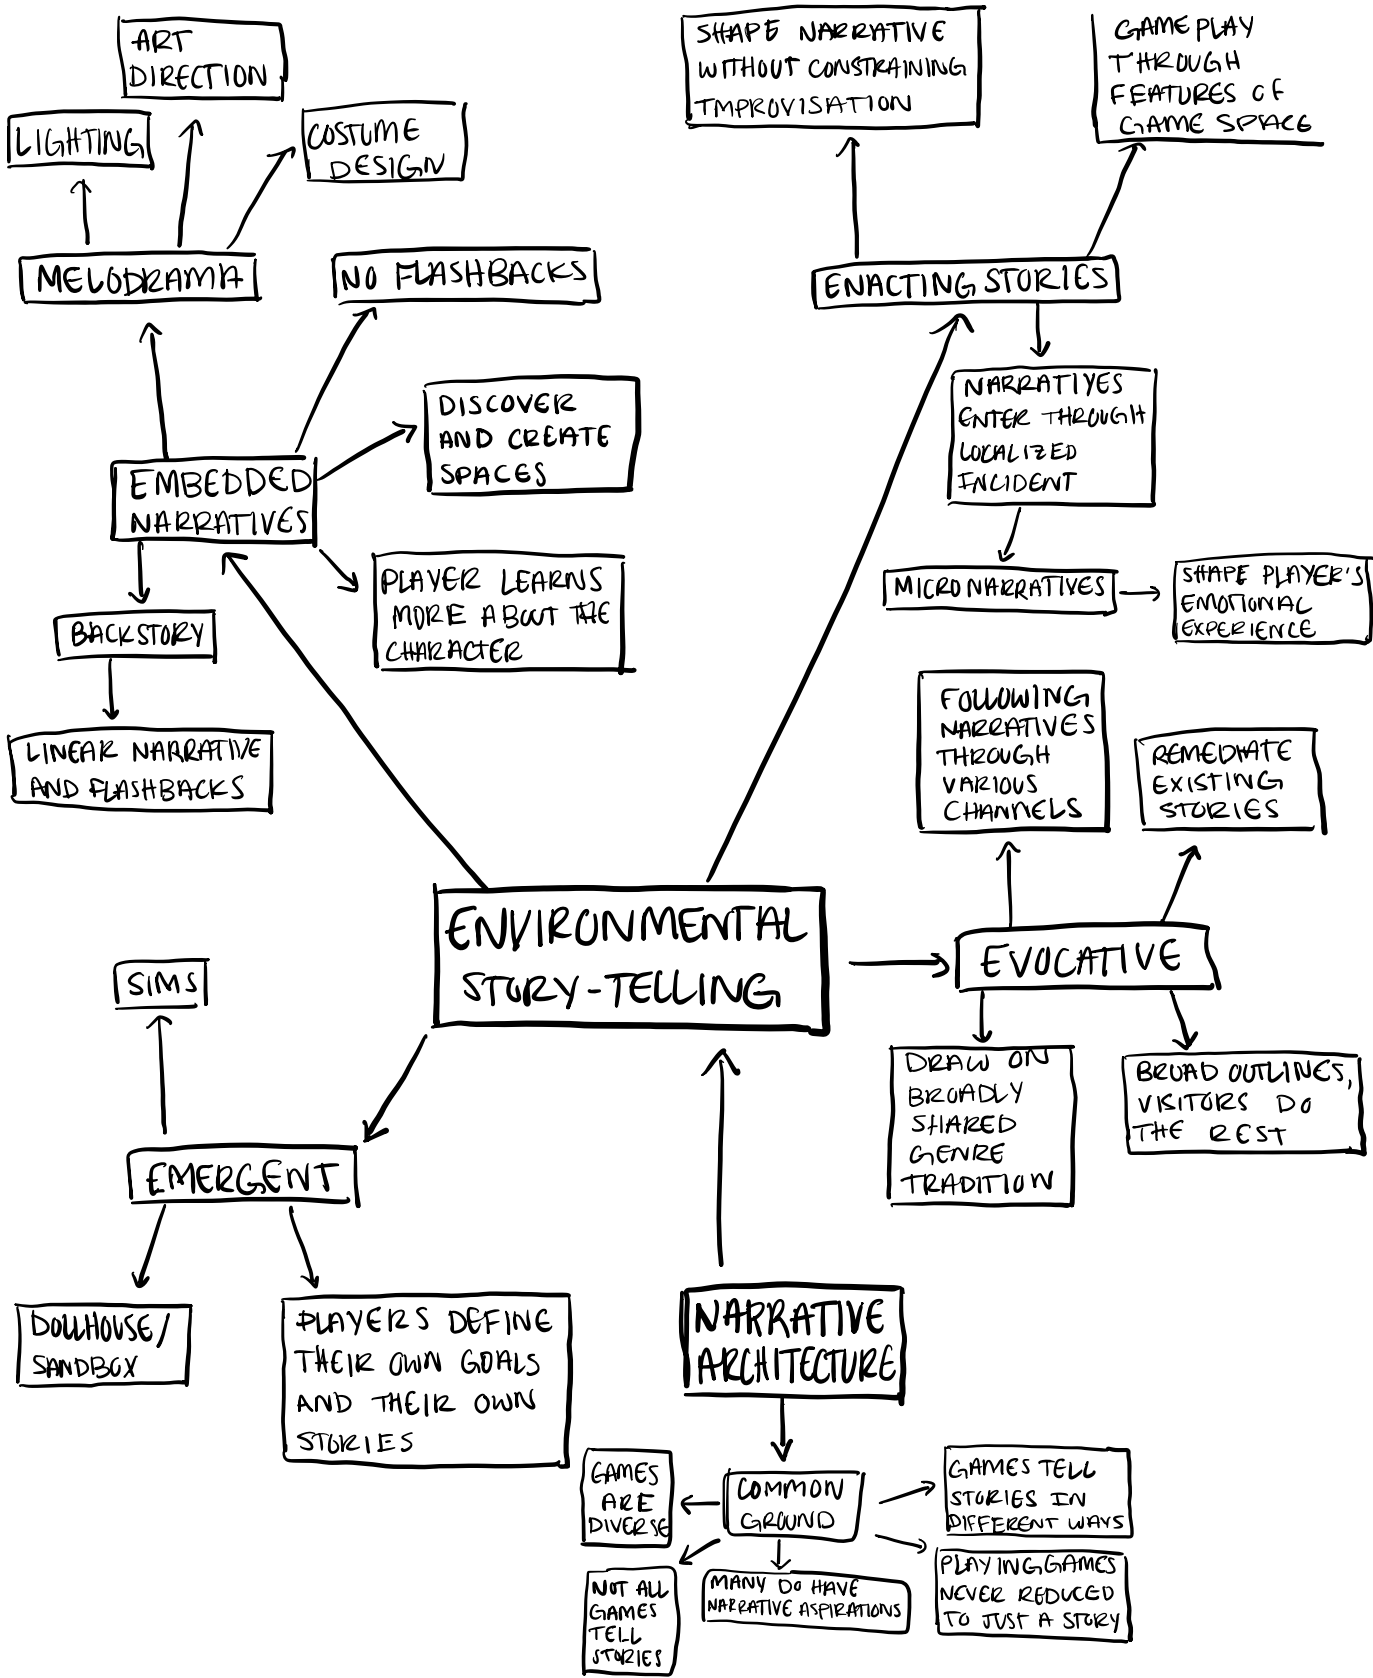 ART
DIRECTION
LIGHTING
COSTUME
DESIGN
MELODRAMA
NO FLASHBACKS
DISCOVER
AND CREATE
SPACES
EMBEDDED
NARRATIVES
PLAYER LEARNS
MORE ABOUT THE
CHARACTER
BACKSTORY
LINEAR NARRATIVE
AND FLASHBACKS
SHAPE NARRATIVE
WITHOUT CONSTRAINING
IMPROVISATION
GAMEPLAY
THROUGH
FEATURES OF
GAME SPACE
ENACTING STORIES
NARRATIVES
ENTER THROUGH
LOCALIZED
INCIDENT
MICRONARRATIVES
SHAPE PLAYER'S
EMOTIONAL
EXPERIENCE
FOLLOWING
NARRATIVES
THROUGH
VARIOUS
CHANNELS
REMEDIATE
EXISTING
STORIES
ENVIRONMENTAL
STORY-TELLING
EVOCATIVE
DRAW ON
BROADLY
SHARED
GENRE
TRADITION
BROAD OUTLINES,
VISITORS DO
THE REST
SIMS
EMERGENT
DOLLHOUSE/
SANDBOX
PLAYERS DEFINE
THEIR OWN GOALS
AND THEIR OWN
STORIES
NARRATIVE
ARCHITECTURE
COMMON
GROUND
GAMES
ARE
DIVERSE
NOT ALL
GAMES
TELL
STORIES
MANY DO HAVE
NARRATIVE ASPIRATIONS
GAMES TELL
STORIES IN
DIFFERENT WAYS
PLAYING GAMES
NEVER REDUCED
TO JUST A STORY